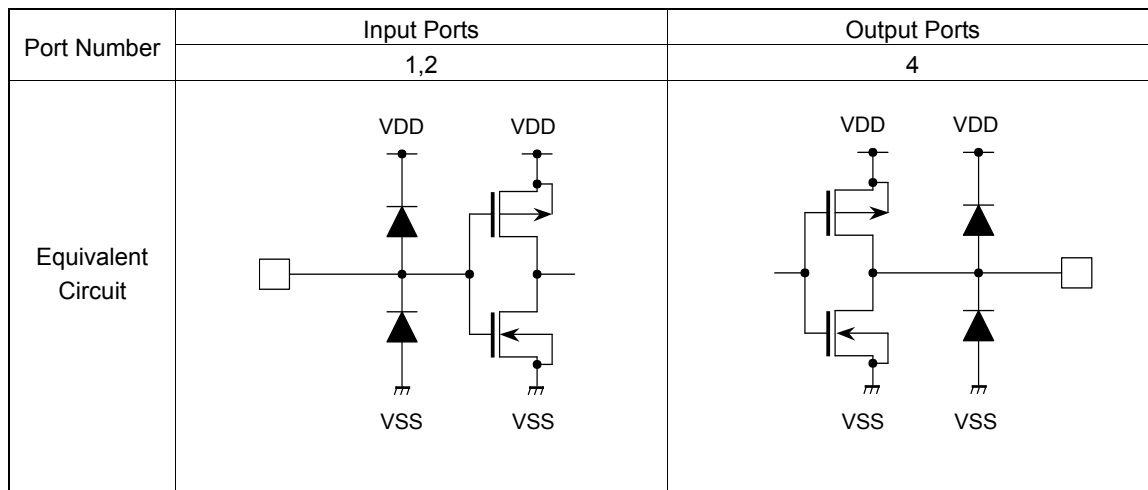 Port Number
Input Ports
Output Ports
1,2
4
Equivalent
Circuit
VDD
VDD
VSS
VSS
VDD
VDD
VSS
VSS